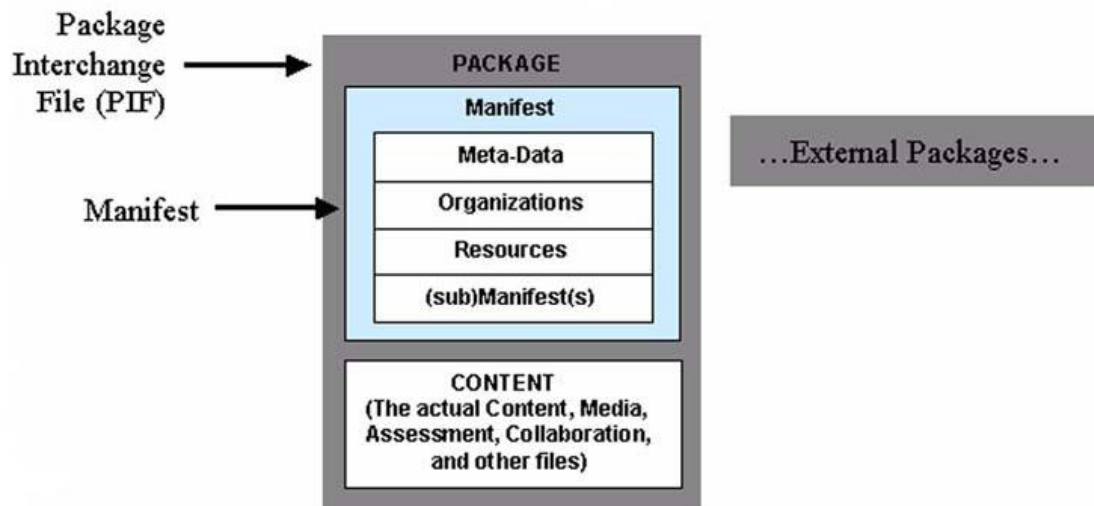 Package
Interchange
File (PIF)
Manifest
PACKAGE
Manifest
Meta-Data
Organizations
Resources
(sub)Manifest(s)
CONTENT
(The actual Content, Media,
Assessment, Collaboration,
and other files)
…External Packages…